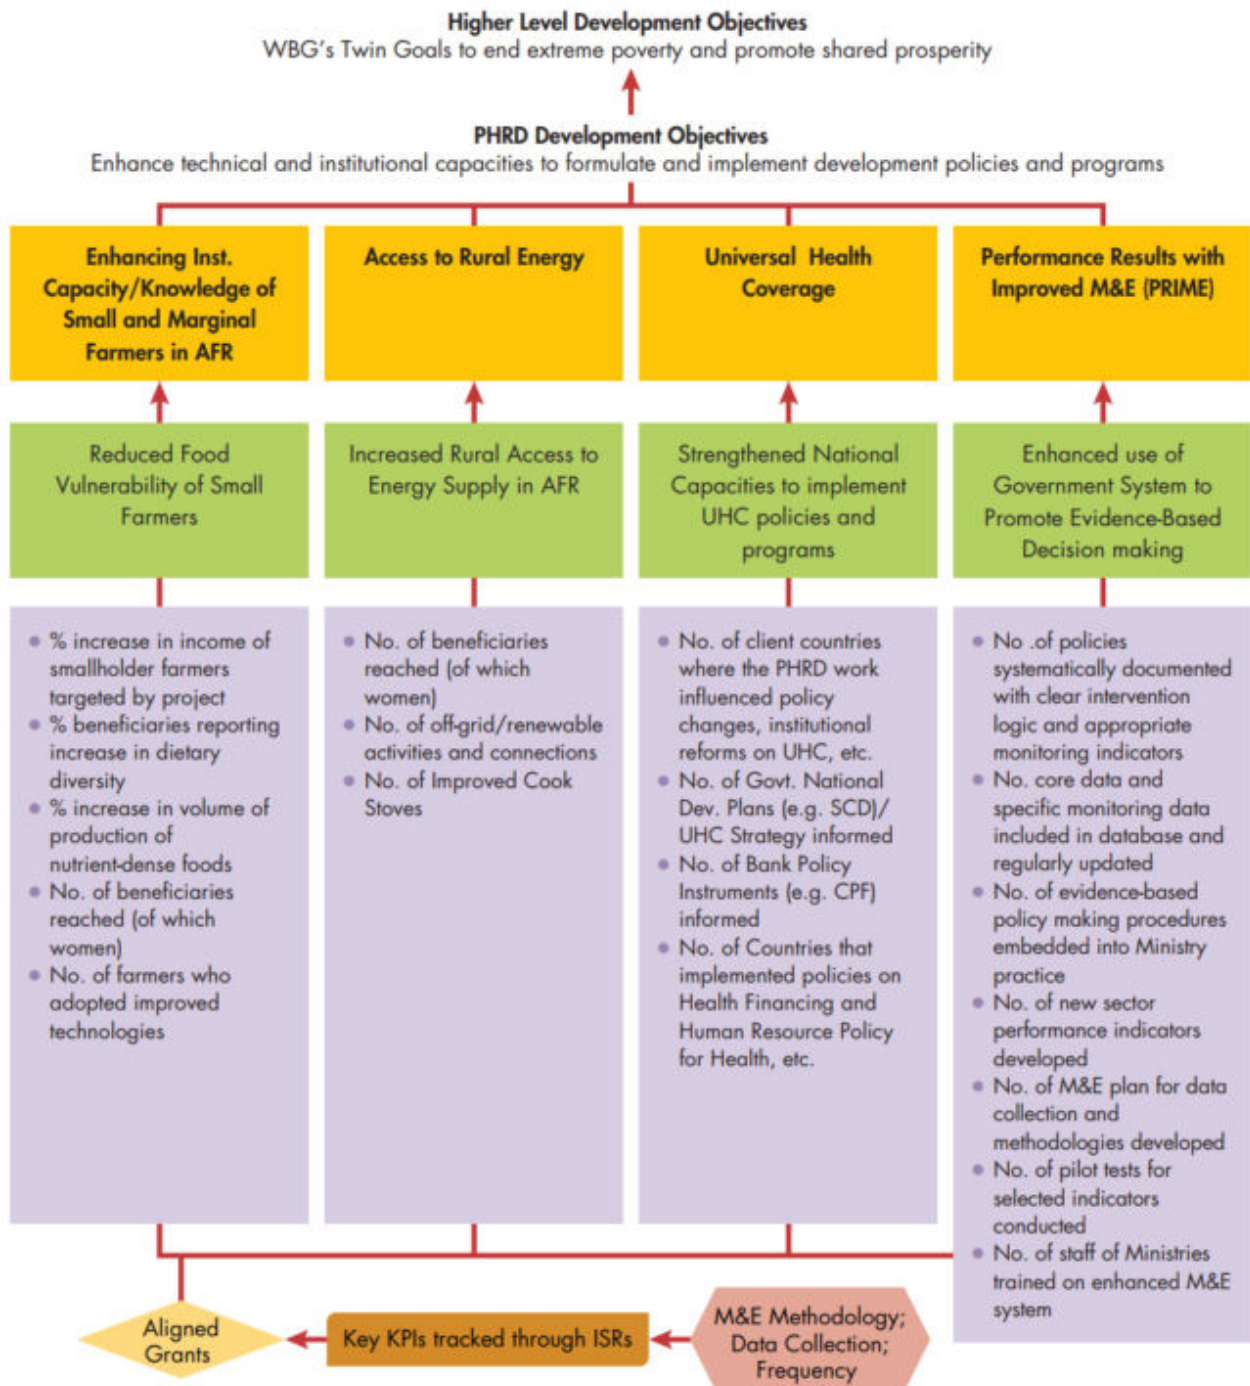 Higher Level Development Objectives
WBG's Twin Goals to end extreme poverty and promote shared prosperity
PHRD Development Objectives
Enhance technical and institutional capacities to formulate and implement development policies and programs
Enhancing Inst.
Capacity/Knowledge of
Small and Marginal
Farmers in AFR
Access to Rural Energy
Universal Health
Coverage
Performance Results with
Improved M&E (PRIME)
Reduced Food
Vulnerability of Small
Farmers
Increased Rural Access to
Energy Supply in AFR
Strengthened National
Capacities to implement
UHC policies and
programs
Enhanced use of
Government System to
Promote Evidence-Based
Decision making
• % increase in income of
smallholder farmers
targeted by project
• % beneficiaries reporting
increase in dietary
diversity
• % increase in volume of
production of
nutrient-dense foods
• No. of beneficiaries
reached (of which
women)
• No. of farmers who
adopted improved
technologies
• No. of beneficiaries
reached (of which
women)
• No. of off-grid/renewable
activities and connections
• No. of Improved Cook
Stoves
• No. of client countries
where the PHRD work
influenced policy
changes, institutional
reforms on UHC, etc.
• No. of Govt. National
Dev. Plans (e.g. SCD)/
UHC Strategy informed
• No. of Bank Policy
Instruments (e.g. CPF)
informed
• No. of Countries that
implemented policies on
Health Financing and
Human Resource Policy
for Health, etc.
• No .of policies
systematically documented
with clear intervention
logic and appropriate
monitoring indicators
• No. core data and
specific monitoring data
included in database and
regularly updated
• No. of evidence-based
policy making procedures
embedded into Ministry
practice
• No. of new sector
performance indicators
developed
• No. of M&E plan for data
collection and
methodologies developed
• No. of pilot tests for
selected indicators
conducted
• No. of staff of Ministries
trained on enhanced M&E
system
Aligned
Grants
Key KPIs tracked through ISRs
M&E Methodology;
Data Collection;
Frequency